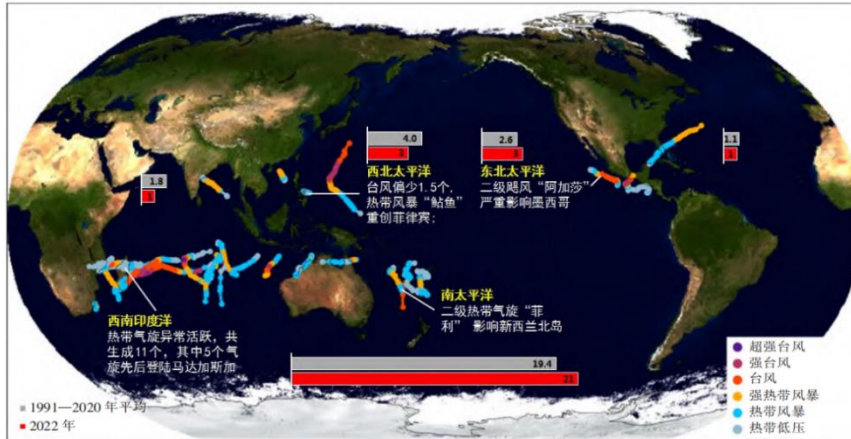 4.0
3
西北太平洋
台风偏少1.5个，
热带风暴“鲇鱼”
重创菲律宾；
2.6
3
东北太平洋
二级飓风“阿加莎”
严重影响墨西哥
1.1
1
1.8
1
西南印度洋
热带气旋异常活跃，共
生成11个，其中5个气
旋先后登陆马达加斯加
南太平洋
二级热带气旋“菲
利” 影响新西兰北岛
19.4
21
1991—2020 年平均
2022 年
超强台风
强台风
台风
强热带风暴
热带风暴
热带低压